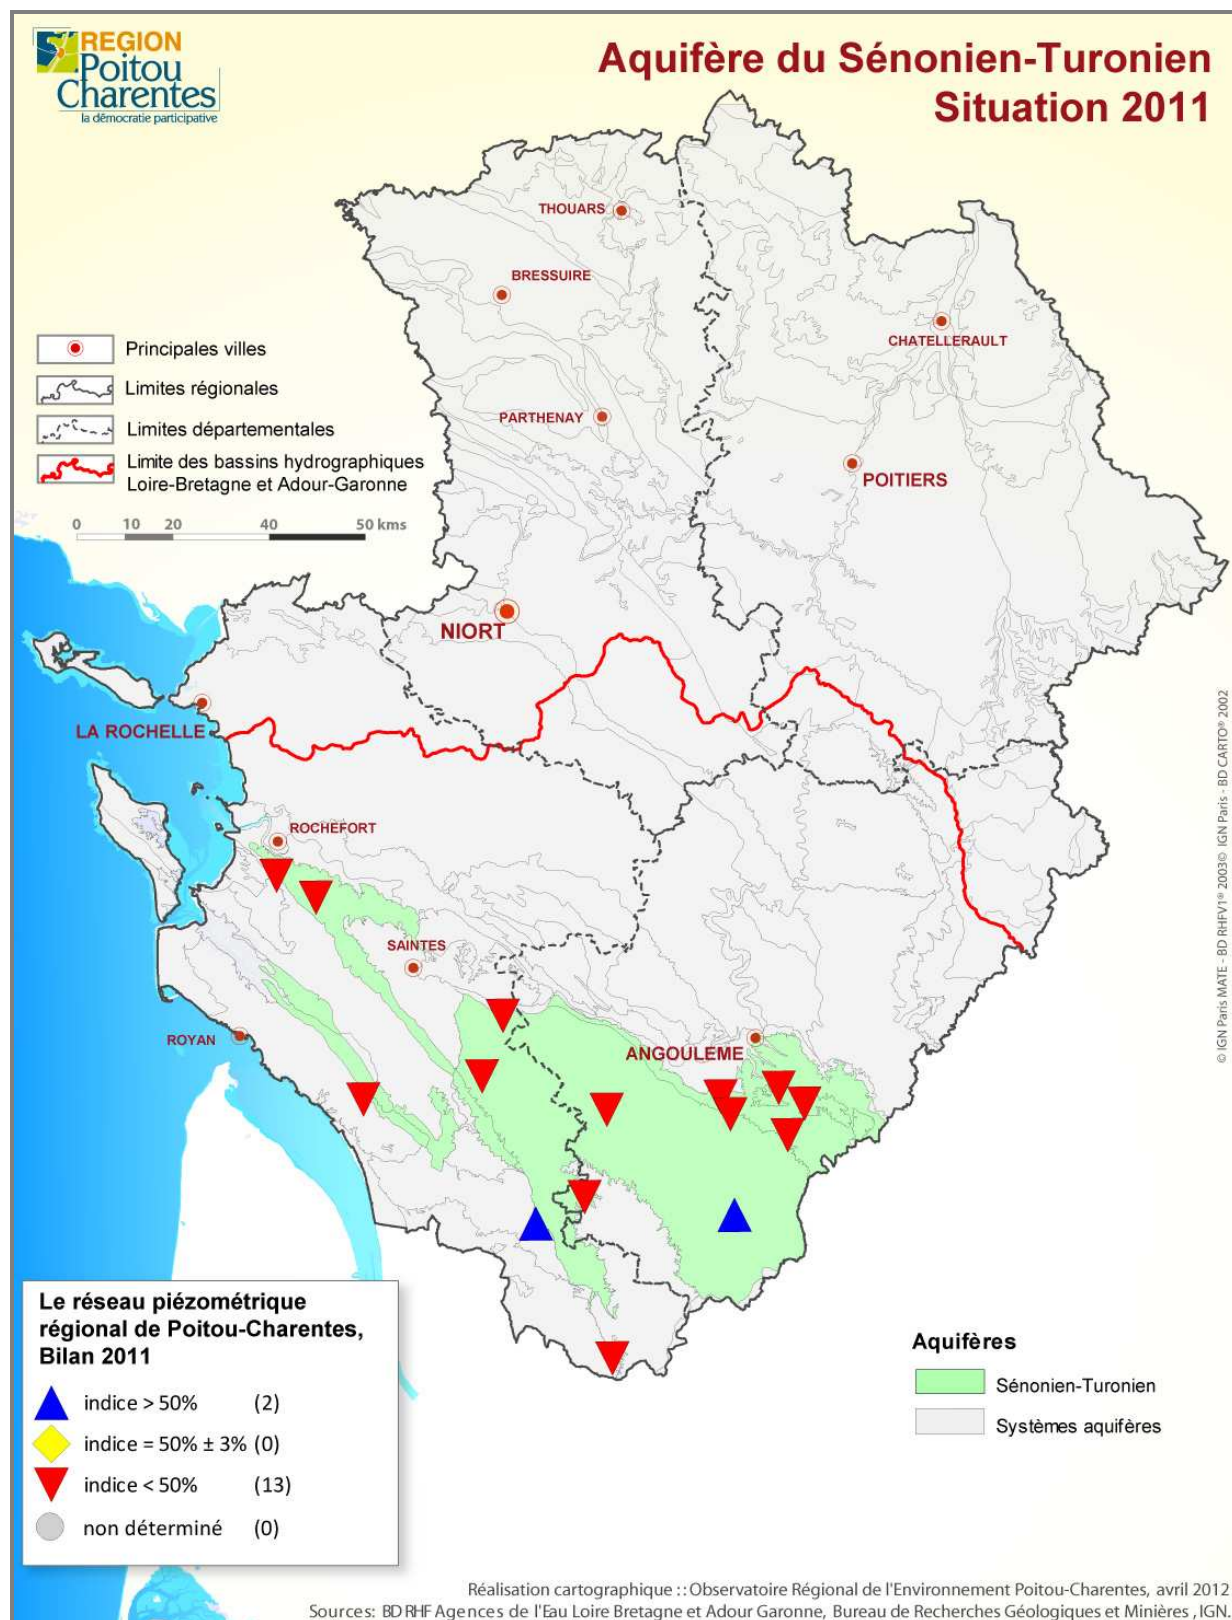 REGION
Poitou
Charentes
la démocratie participative
Aquifère du Sénonien-Turonien
Situation 2011
THOUARS
BRESSUIRE
CHATELLERAULT
PARTHENAY
POITIERS
Principales villes
Limites régionales
Limites départementales
Limite des bassins hydrographiques
Loire-Bretagne et Adour-Garonne
0 10 20 40 50 kms
NIORT
LA ROCHELLE
ROCHEFORT
SAINTES
ROYAN
ANGOULEME
© IGN Paris MATE - BD RHFV1® 2003© IGN Paris - BD CARTO® 2002
Le réseau piézométrique
régional de Poitou-Charentes,
Bilan 2011
indice > 50% (2)
indice = 50% ± 3% (0)
indice < 50% (13)
non déterminé (0)
Aquifères
Sénonien-Turonien
Systèmes aquifères
Réalisation cartographique :: Observatoire Régional de l'Environnement Poitou-Charentes, avril 2012
Sources: BD RHF Agences de l'Eau Loire Bretagne et Adour Garonne, Bureau de Recherches Géologiques et Minières , IGN.